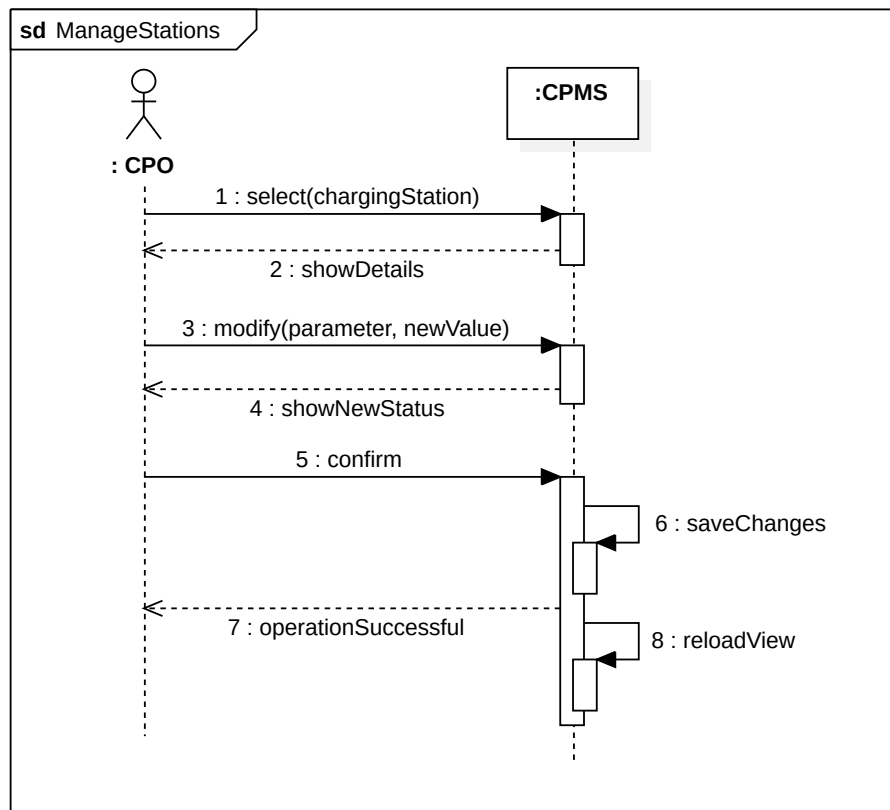 sd ManageStations
:CPMS
: CPO
1 : select(chargingStation)
2 : showDetails
3 : modify(parameter, newValue)
4 : showNewStatus
5 : confirm
6 : saveChanges
7 : operationSuccessful
8 : reloadView